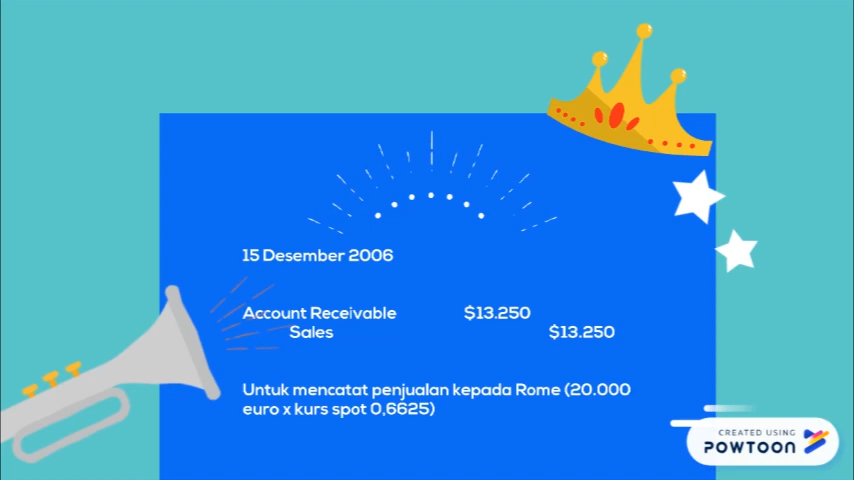 15 Desember 2006
Account Receivable $13.250
Sales $13.250
Untuk mencatat penjualan kepada Rome (20.000
euro x kurs spot 0,6625)
CREATED USING
POWTOON